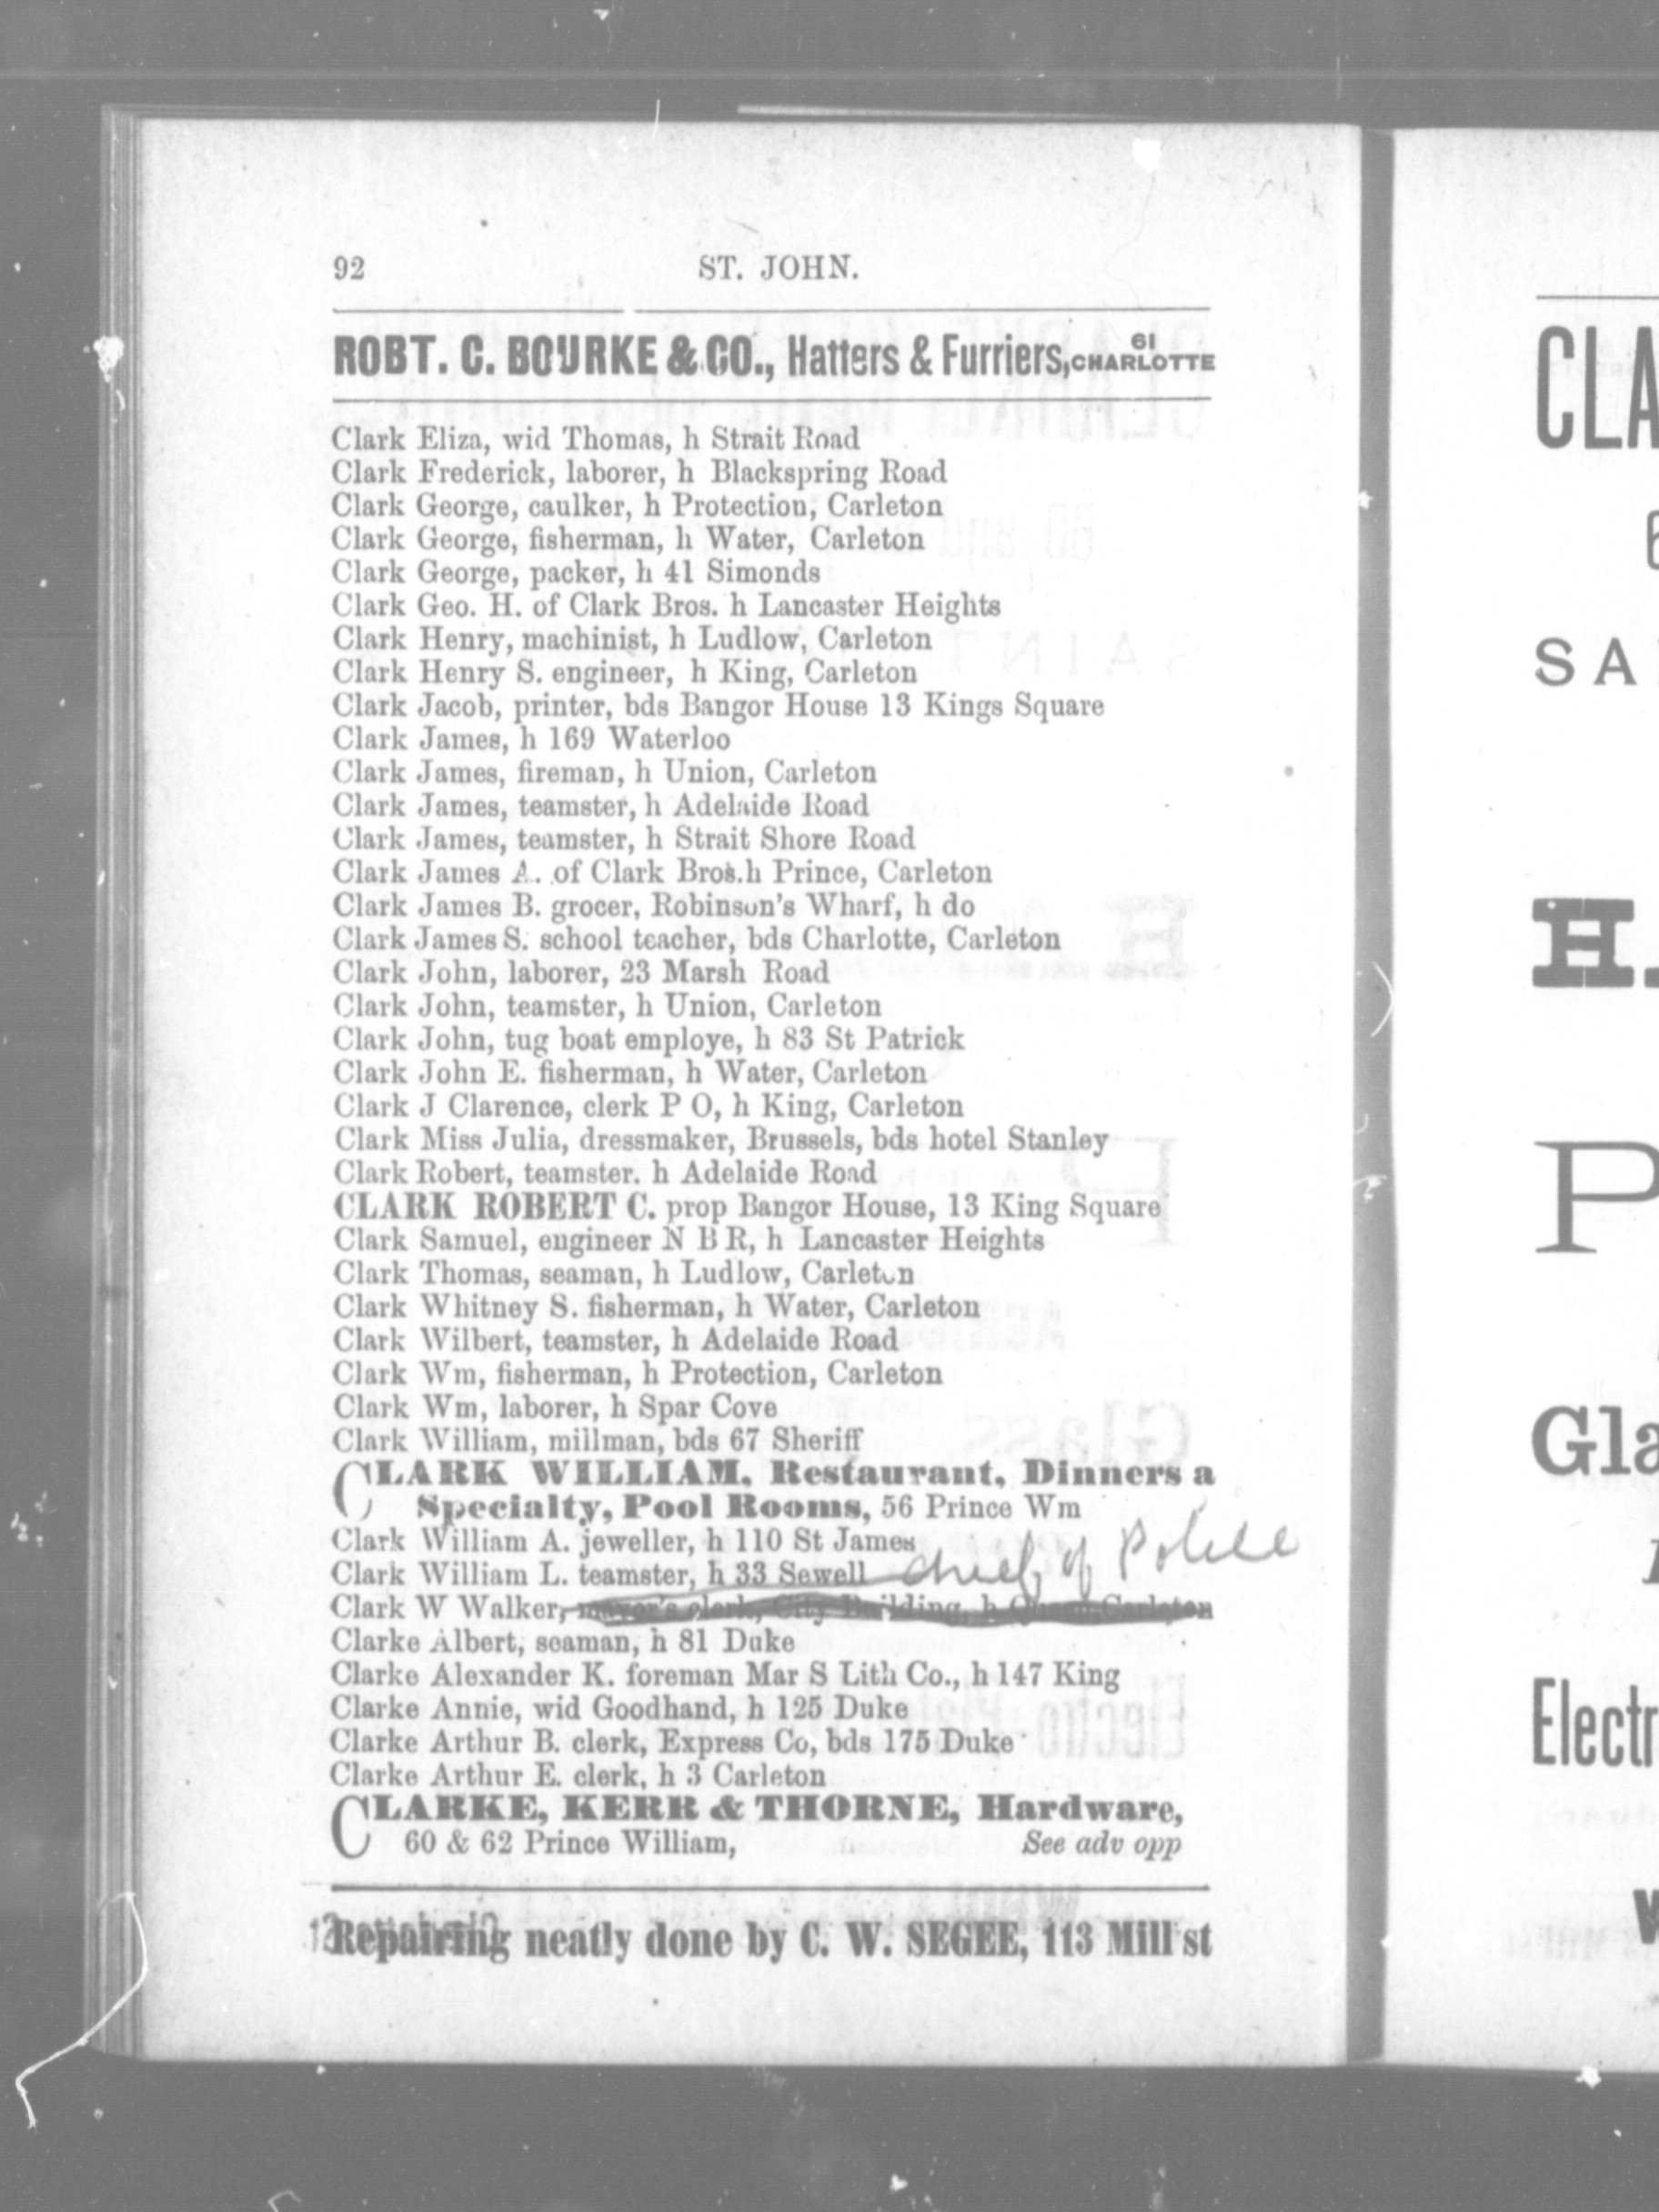 92 ST. JOHN.
ROBT. C. BOURKE & CO., Hatters & Furriers, 61 CHARLOTTE
Clark Eliza, wid Thomas, h Strait Road
Clark Frederick, laborer, h Blackspring Road
Clark George, caulker, h Protection, Carleton
Clark George, fisherman, h Water, Carleton
Clark George, packer, h 41 Simonds
Clark Geo. H. of Clark Bros. h Lancaster Heights
Clark Henry, machinist, h Ludlow, Carleton
Clark Henry S. engineer, h King, Carleton
Clark Jacob, printer, bds Bangor House 13 Kings Square
Clark James, h 169 Waterloo
Clark James, fireman, h Union, Carleton
Clark James, teamster, h Adelaide Road
Clark James, teamster, h Strait Shore Road
Clark James A. of Clark Bros. h Prince, Carleton
Clark James B. grocer, Robinson's Wharf, h do
Clark James S. school teacher, bds Charlotte, Carleton
Clark John, laborer, 23 Marsh Road
Clark John, teamster, h Union, Carleton
Clark John, tug boat employe, h 83 St Patrick
Clark John E. fisherman, h Water, Carleton
Clark J Clarence, clerk P O, h King, Carleton
Clark Miss Julia, dressmaker, Brussels, bds hotel Stanley
Clark Robert, teamster. h Adelaide Road
CLARK ROBERT C. prop Bangor House, 13 King Square
Clark Samuel, engineer N B R, h Lancaster Heights
Clark Thomas, seaman, h Ludlow, Carleton
Clark Whitney S. fisherman, h Water, Carleton
Clark Wilbert, teamster, h Adelaide Road
Clark Wm, fisherman, h Protection, Carleton
Clark Wm, laborer, h Spar Cove
Clark William, millman, bds 67 Sheriff
CLARK WILLIAM, Restaurant, Dinners a
Specialty, Pool Rooms, 56 Prince Wm
Clark William A. jeweller, h 110 St James
chief of Police
Clark William L. teamster, h 33 Sewell
Clark W Walker, mayor's clerk, City Building, h Queen Carleton
Clarke Albert, seaman, h 81 Duke
Clarke Alexander K. foreman Mar S Lith Co., h 147 King
Clarke Annie, wid Goodhand, h 125 Duke
Clarke Arthur B. clerk, Express Co, bds 175 Duke
Clarke Arthur E. clerk, h 3 Carleton
CLARKE, KERR & THORNE, Hardware,
60 & 62 Prince William, See adv opp
Repairing neatly done by C. W. SEGEE, 113 Mill st
CLA
6
SA
H.
P
Gla
Electr